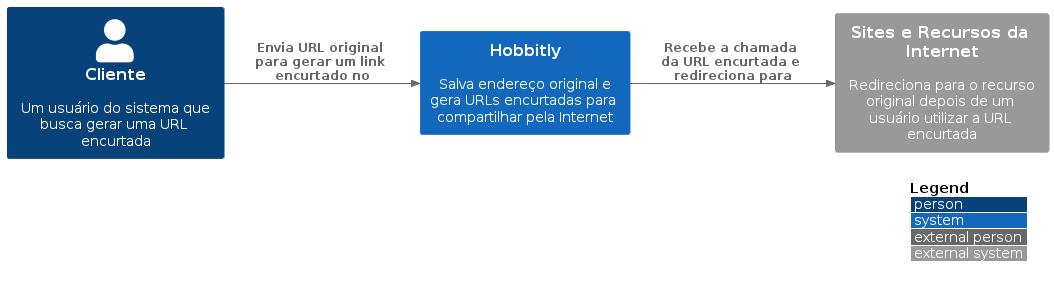 Cliente
Um usuário do sistema que
busca gerar uma URL
encurtada
Envia URL original
para gerar um link
encurtado no
Hobbitly
Salva endereço original e
gera URLs encurtadas para
compartilhar pela Internet
Recebe a chamada
da URL encurtada e
redireciona para
Sites e Recursos da
Internet
Redireciona para o recurso
original depois de um
usuário utilizar a URL
encurtada
Legend
person
system
external person
external system